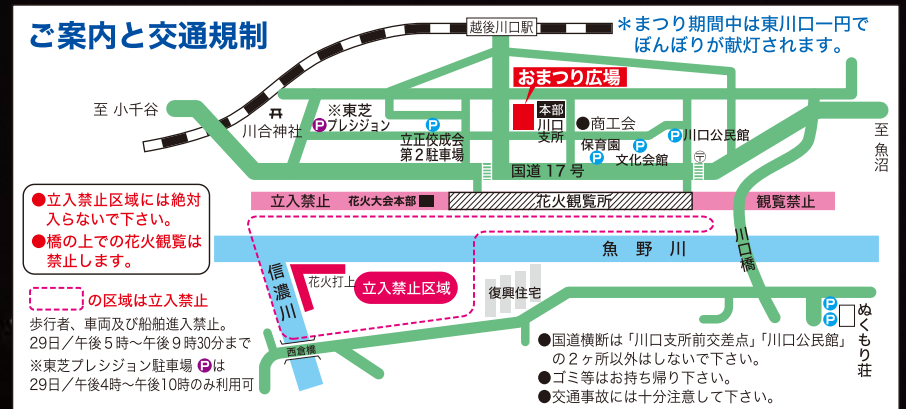 ご案内と交通規制
越後川口駅
＊まつり期間中は東川口一円で
ぼんぼりが献灯されます。
おまつり広場
至 小千谷
川合神社
※東芝
Pプレシジョン
P
立正佼成会
第２駐車場
本部
川口
支所
●商工会
保育園
P
P
文化会館
P川口公民館
〒
至 魚沼
国道 17 号
立入禁止
花火大会本部
花火観覧所
観覧禁止
●立入禁止区域には絶対
入らないで下さい。
●橋の上での花火観覧は
禁止します。
魚野川
川口橋
信濃川
花火打上
立入禁止区域
復興住宅
西倉橋
P
P
ぬくもり荘
の区域は立入禁止
歩行者、車両及び船舶進入禁止。
29日／午後５時〜午後９時30分まで
※東芝プレシジョン駐車場 Pは
29日／午後4時〜午後10時のみ利用可
●国道横断は「川口支所前交差点」「川口公民館」
の２ヶ所以外はしないで下さい。
●ゴミ等はお持ち帰り下さい。
●交通事故には十分注意して下さい。